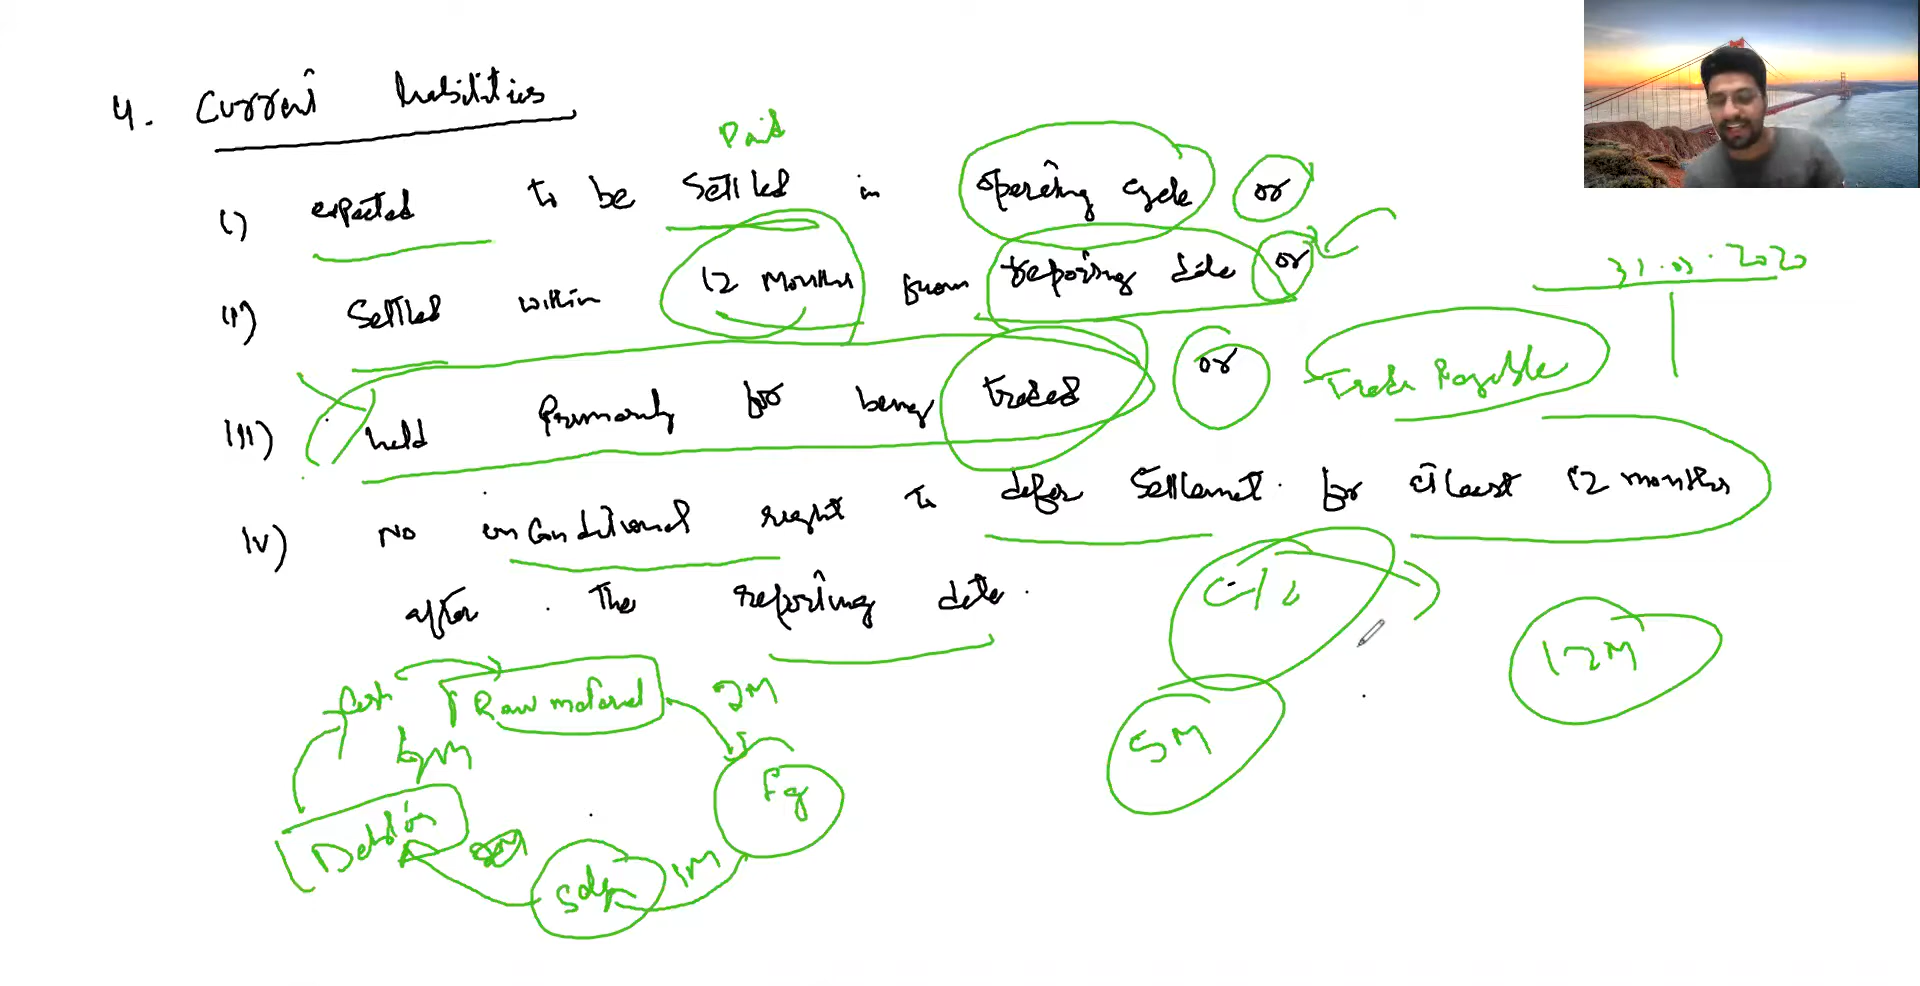 4. Current liabilities
Paid
i) expected to be settled in operating cycle or
ii) Settled within 12 months from reporting date or
31.03.2020
iii) held Primarily for being traded or
Trade Payable
iv) No unconditional right to defer Settlement for atleast 12 months
after the reporting date.
12M
Cash Raw material 2M
5M
Fg
Debtors
1M